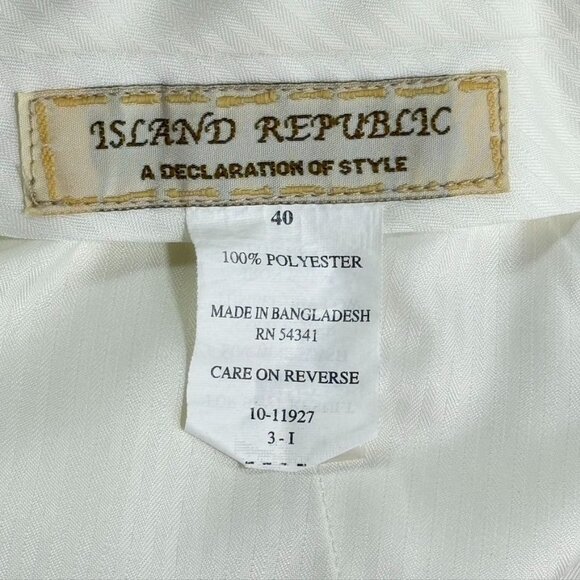 ISLAND REPUBLIC
A DECLARATION OF STYLE
40
100% POLYESTER
MADE IN BANGLADESH
RN 54341
CARE ON REVERSE
10-11927
3 - I